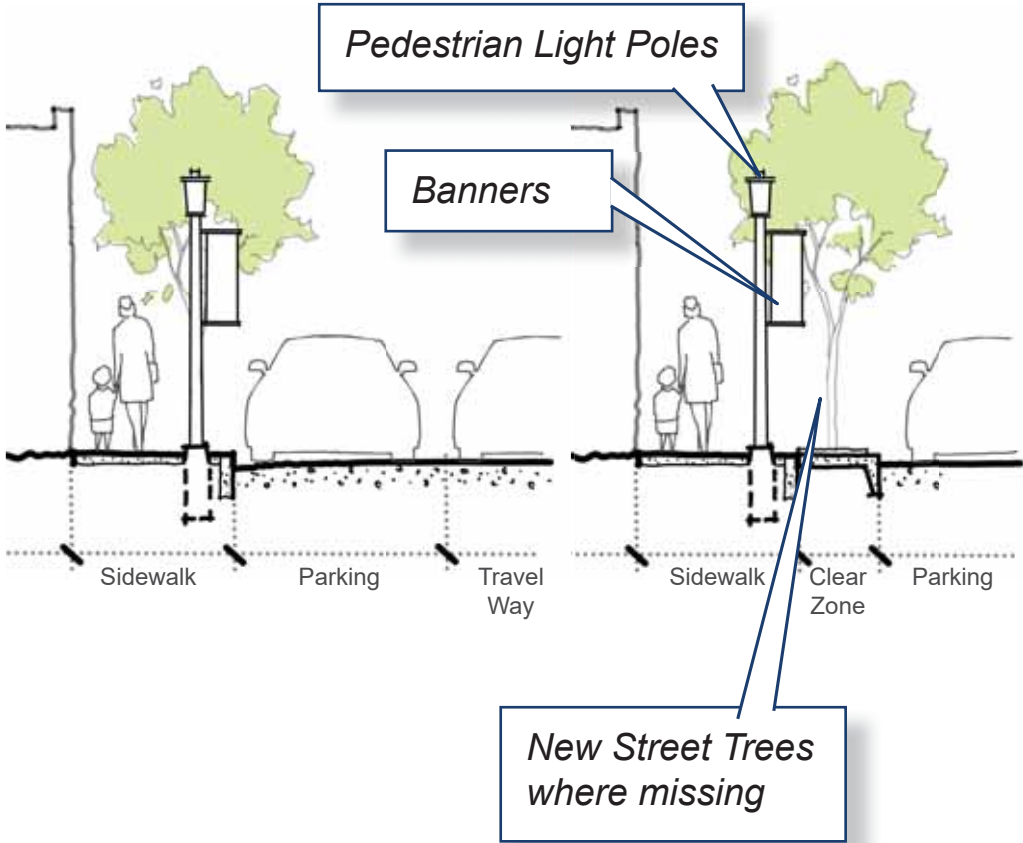 Pedestrian Light Poles
Banners
Sidewalk
Parking
Travel
Way
Sidewalk
Clear
Zone
Parking
New Street Trees
where missing